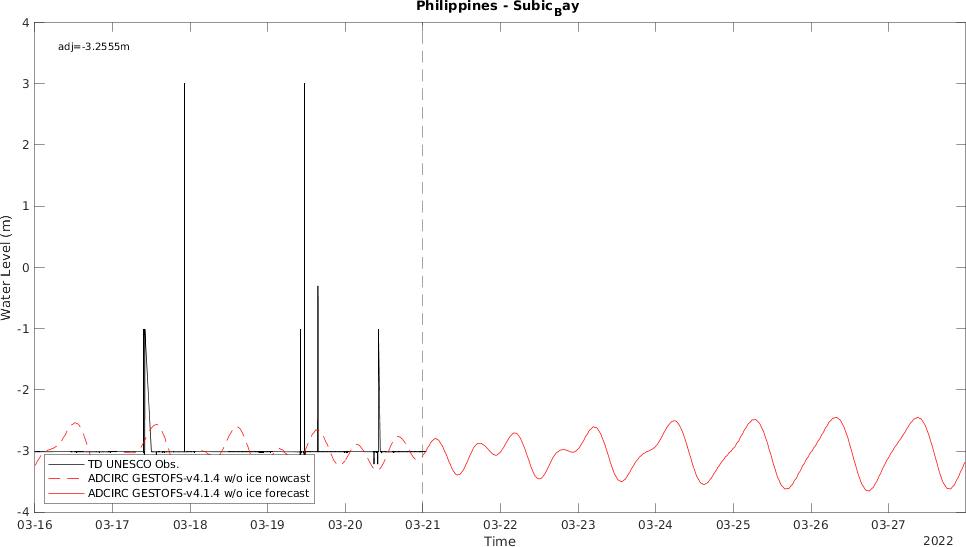 Philippines - Subic_Bay
4
adj=-3.2555m
3
2
1
0
-1
-2
-3
-4
Water Level (m)
TD UNESCO Obs.
ADCIRC GESTOFS-v4.1.4 w/o ice nowcast
ADCIRC GESTOFS-v4.1.4 w/o ice forecast
03-16 03-17 03-18 03-19 03-20 03-21 03-22 03-23 03-24 03-25 03-26 03-27
Time
2022